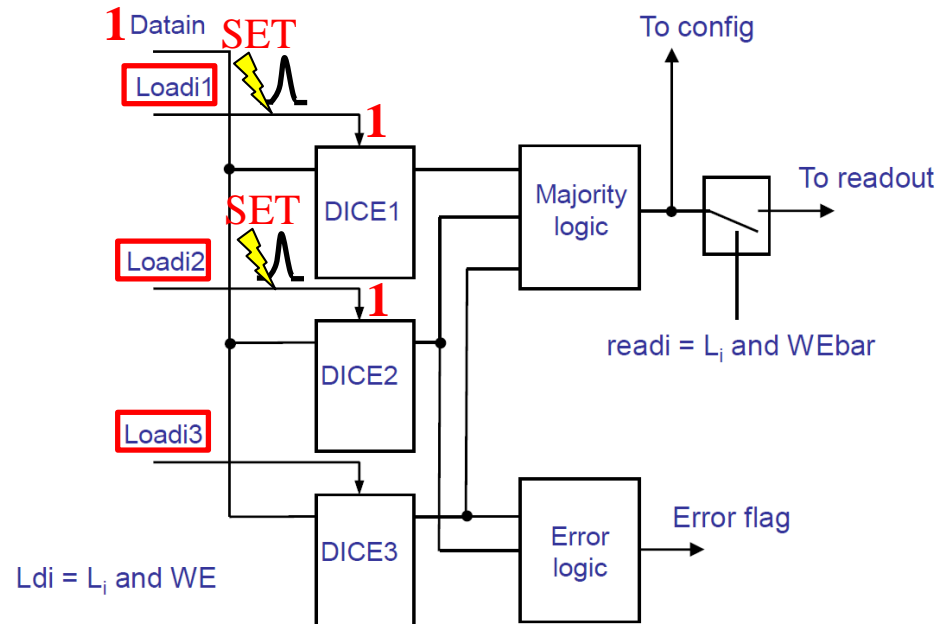 1 Datain
SET
To config
Loadi1
1
To readout
DICE1
Majority
logic
SET
Loadi2
1
readi = Li and WEbar
DICE2
Loadi3
Error flag
Error
logic
DICE3
Ldi = Li and WE